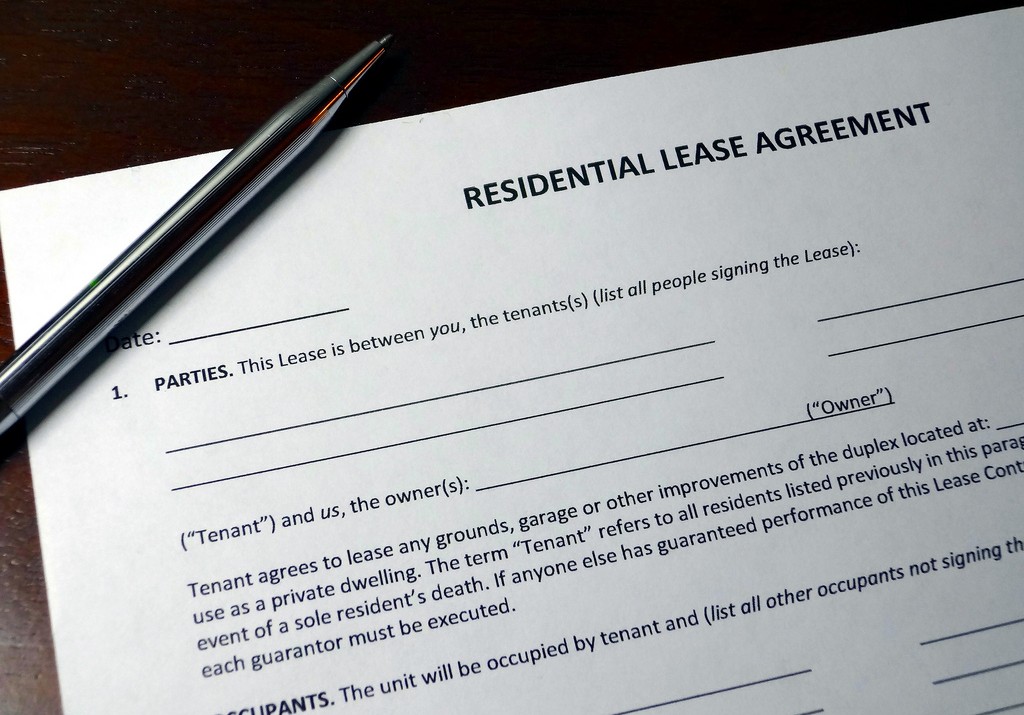 RESIDENTIAL LEASE AGREEMENT
Date:
1. PARTIES. This Lease is between you, the tenants(s) (list all people signing the Lease):
("Owner")
("Tenant") and us, the owner(s):
Tenant agrees to lease any grounds, garage or other improvements of the duplex located at:
use as a private dwelling. The term "Tenant" refers to all residents listed previously in this
event of a sole resident's death. If anyone else has guaranteed performance of this Lease
each guarantor must be executed.
The unit will be occupied by tenant and (list all other occupants not signing